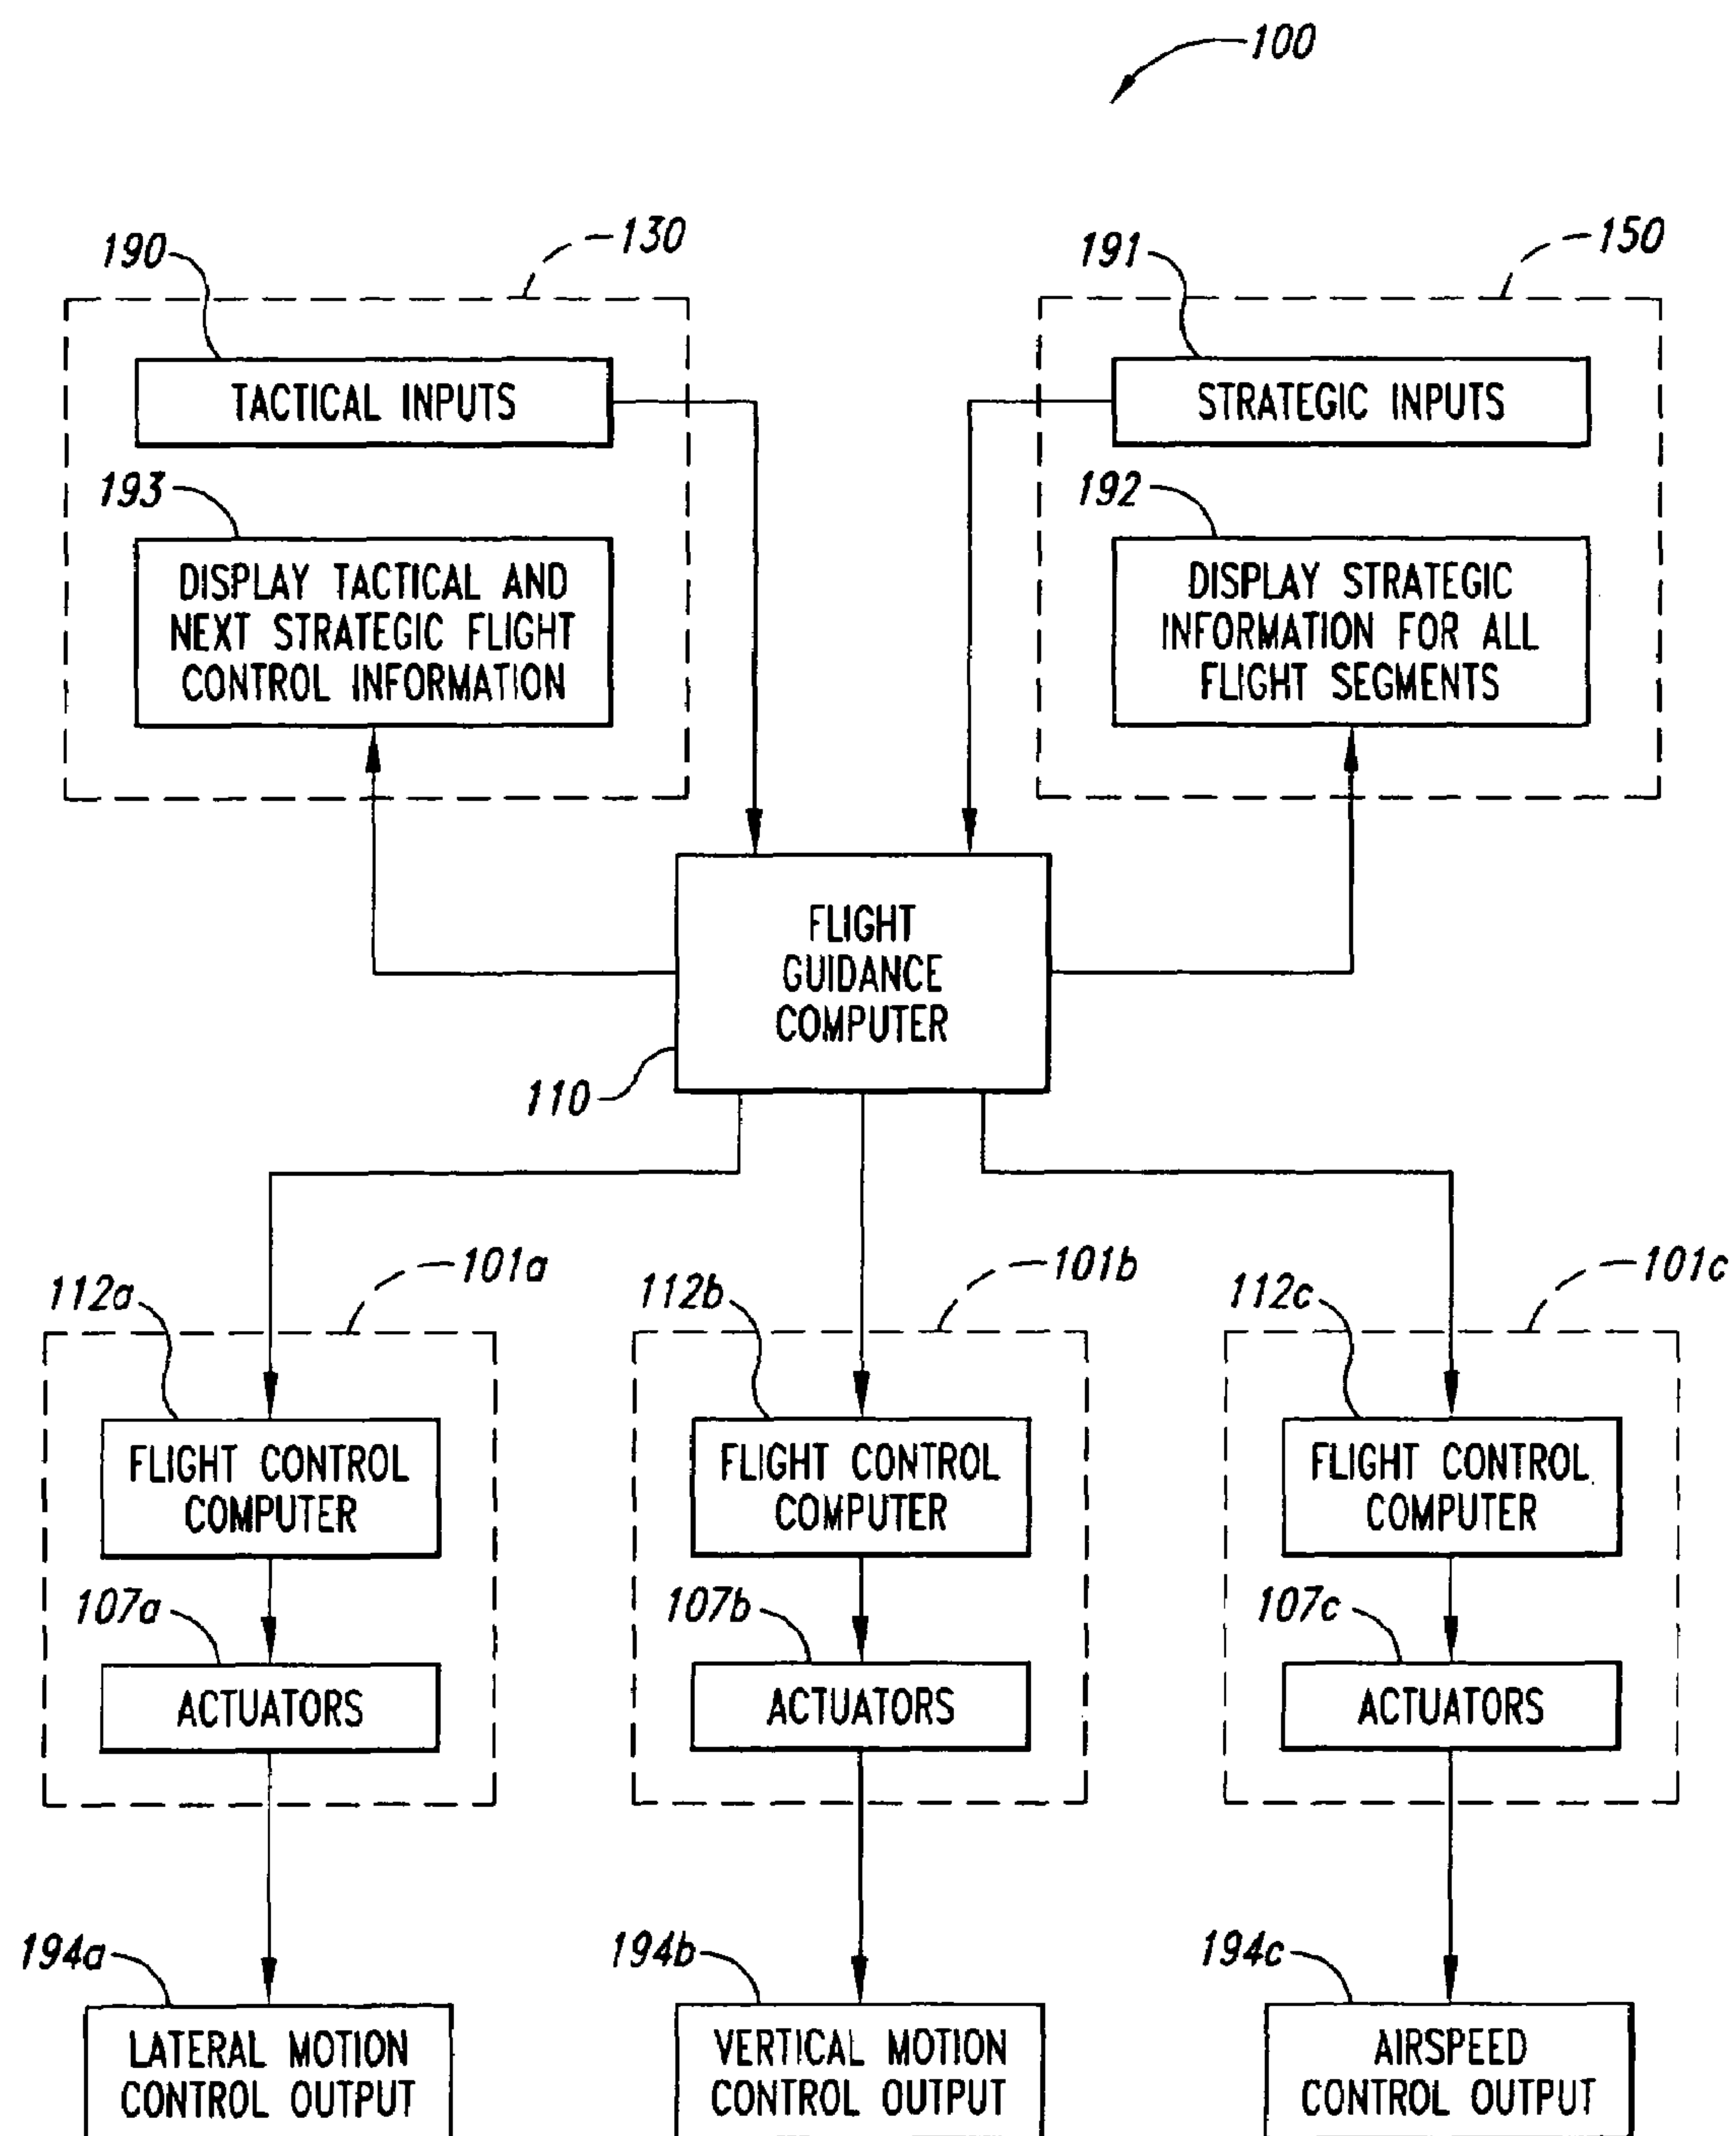 100
190
130
191
150
TACTICAL INPUTS
STRATEGIC INPUTS
193
192
DISPLAY TACTICAL AND
NEXT STRATEGIC FLIGHT
CONTROL INFORMATION
DISPLAY STRATEGIC
INFORMATION FOR ALL
FLIGHT SEGMENTS
FLIGHT
GUIDANCE
COMPUTER
110
112a
101a
112b
101b
112c
101c
FLIGHT CONTROL
COMPUTER
FLIGHT CONTROL
COMPUTER
FLIGHT CONTROL
COMPUTER
107a
107b
107c
ACTUATORS
ACTUATORS
ACTUATORS
194a
194b
194c
LATERAL MOTION
CONTROL OUTPUT
VERTICAL MOTION
CONTROL OUTPUT
AIRSPEED
CONTROL OUTPUT